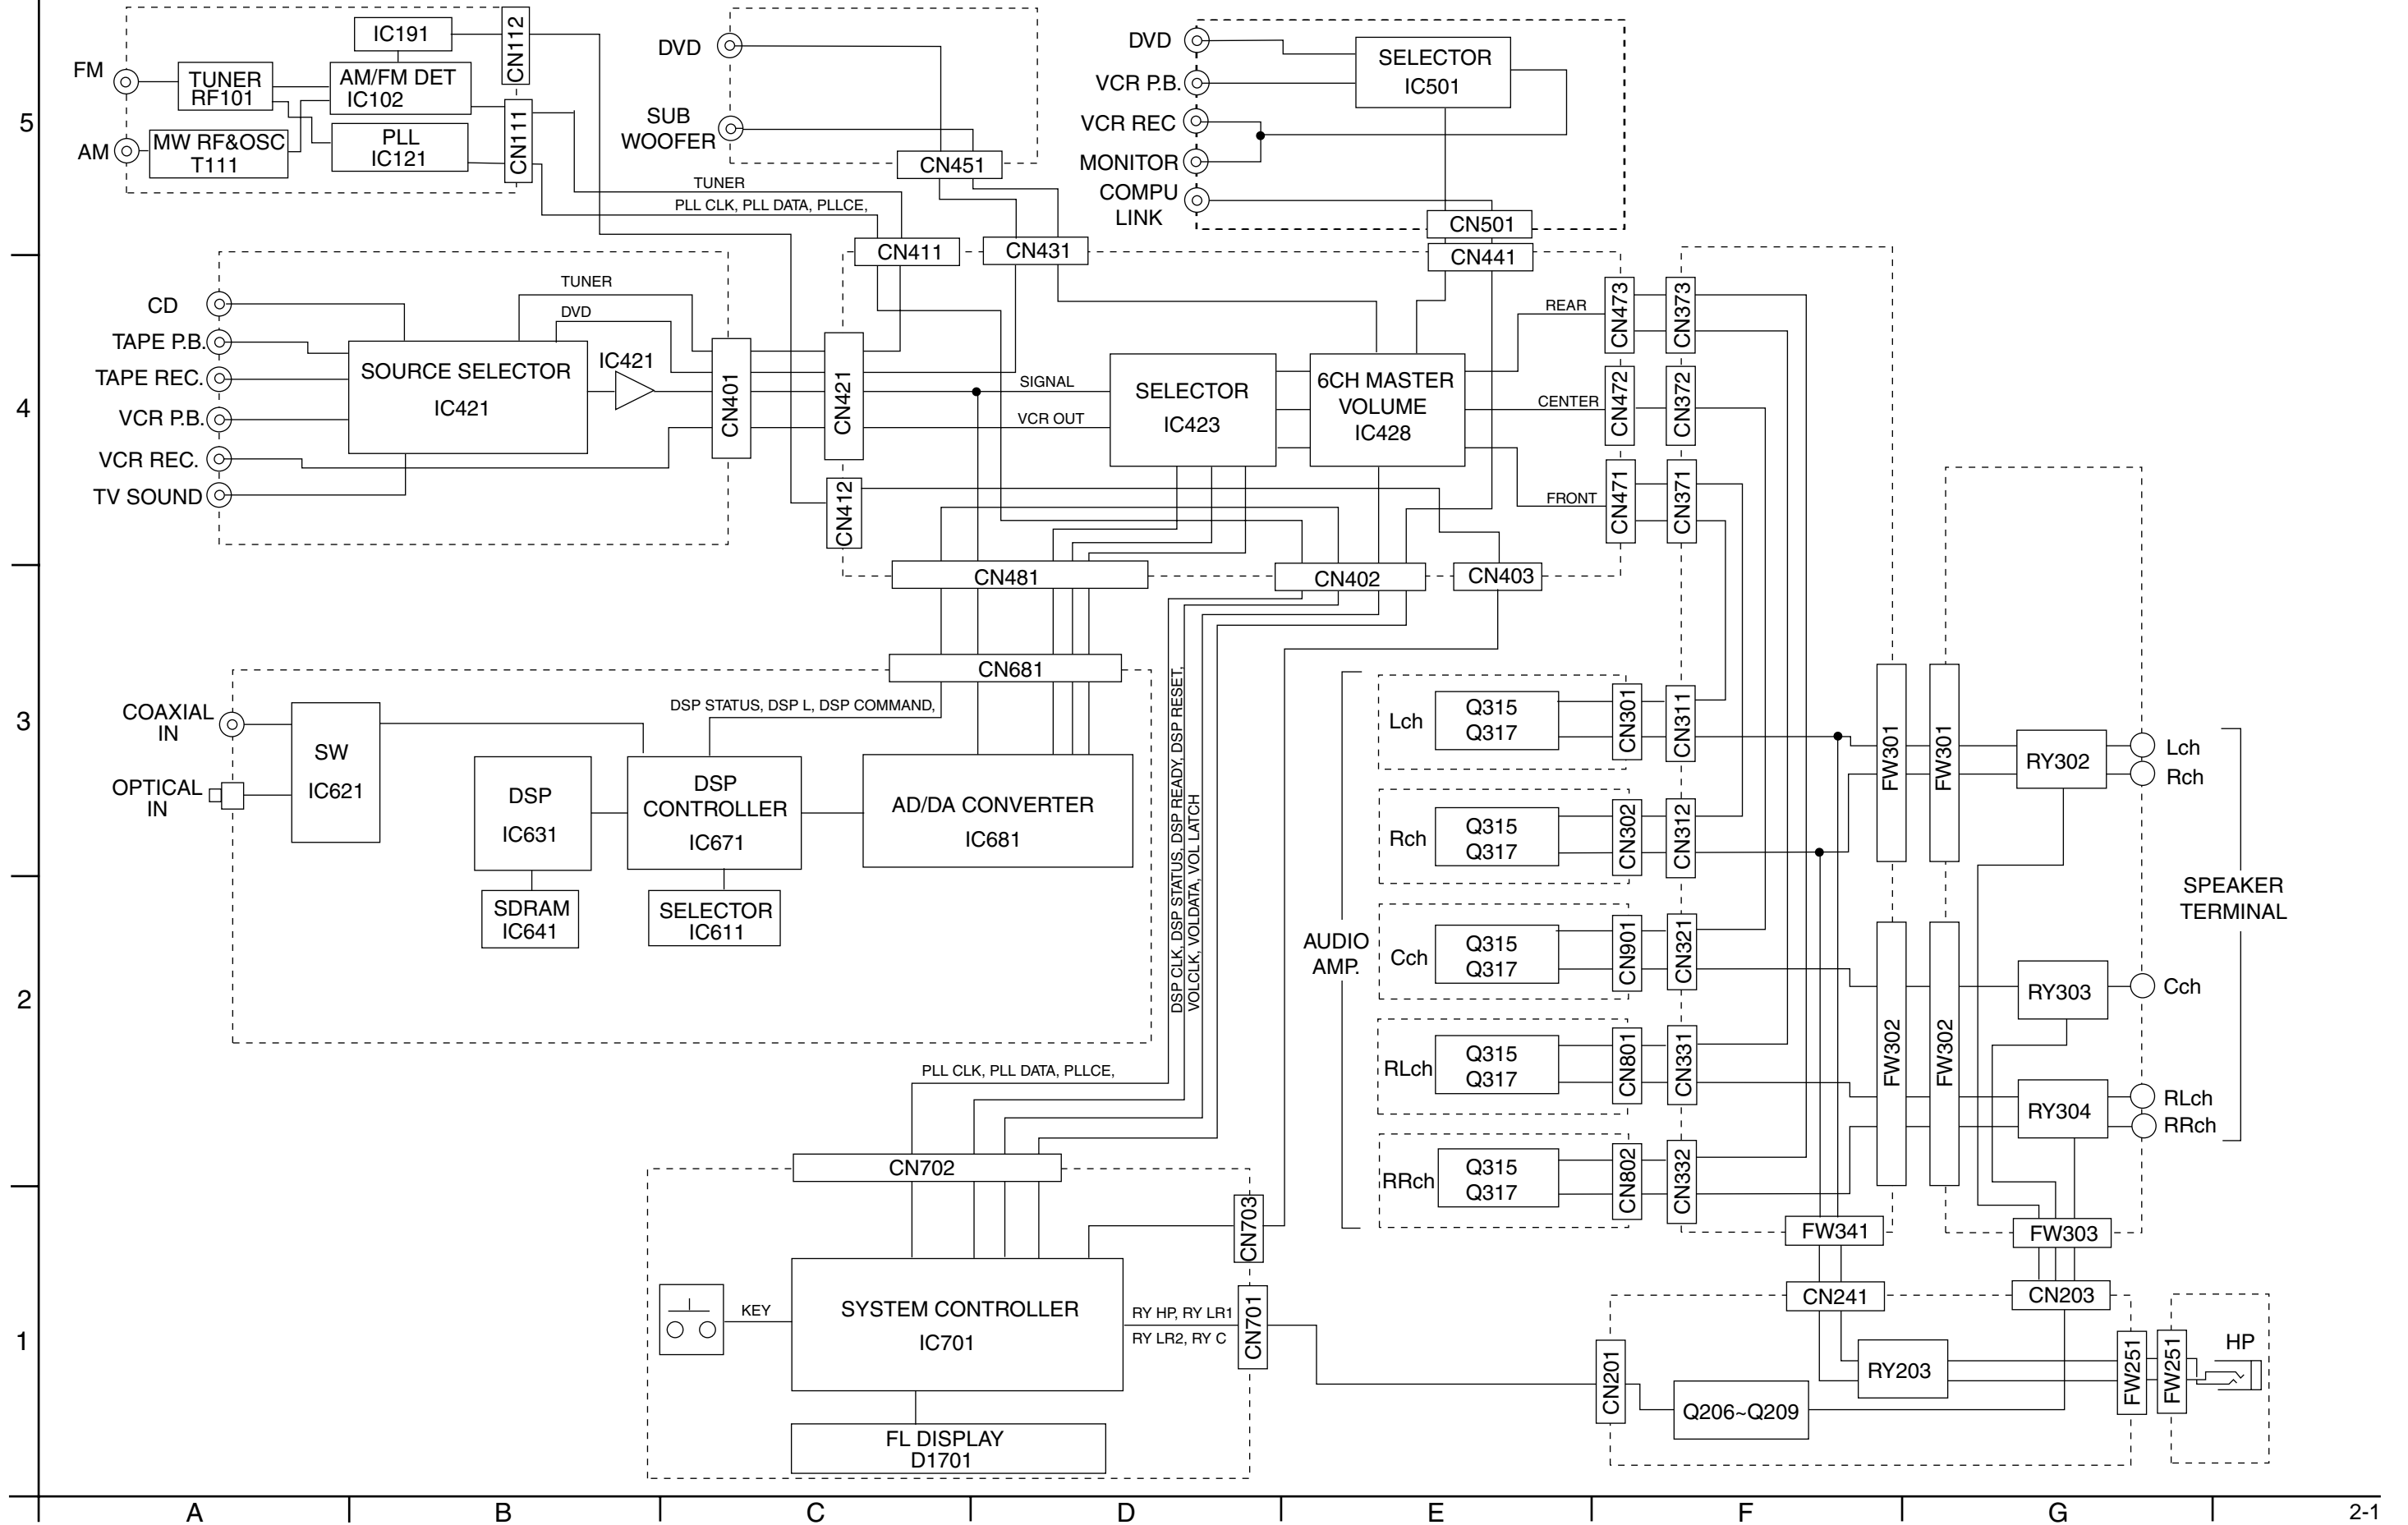 5
4
3
2
1
FM
AM
TUNER
RF101
MW RF&OSC
T111
IC191
AM/FM DET
IC102
PLL
IC121
CN112
CN111
DVD
SUB
WOOFER
CN451
TUNER
PLL CLK, PLL DATA, PLLCE,
DVD
VCR P.B.
VCR REC
MONITOR
COMPU
LINK
SELECTOR
IC501
CN501
CN441
CN411
CN431
CD
TAPE P.B.
TAPE REC.
VCR P.B.
VCR REC.
TV SOUND
SOURCE SELECTOR
IC421
TUNER
DVD
IC421
CN401
CN421
CN412
SIGNAL
VCR OUT
SELECTOR
IC423
6CH MASTER
VOLUME
IC428
REAR
CENTER
FRONT
CN473
CN472
CN471
CN373
CN372
CN371
CN481
CN402
CN403
CN681
COAXIAL
IN
OPTICAL
IN
SW
IC621
DSP STATUS, DSP L, DSP COMMAND,
DSP
IC631
DSP
CONTROLLER
IC671
AD/DA CONVERTER
IC681
SDRAM
IC641
SELECTOR
IC611
DSP CLK, DSP STATUS, DSP READY, DSP RESET,
VOLCLK, VOLDATA, VOL LATCH
PLL CLK, PLL DATA, PLLCE,
AUDIO
AMP.
Lch
Q315
Q317
CN301
CN311
Rch
Q315
Q317
CN302
CN312
Cch
Q315
Q317
CN901
CN321
RLch
Q315
Q317
CN801
CN331
RRch
Q315
Q317
CN802
CN332
FW301
FW301
FW302
FW302
RY302
RY303
RY304
Lch
Rch
Cch
RLch
RRch
SPEAKER
TERMINAL
FW341
FW303
CN702
CN703
CN701
KEY
SYSTEM CONTROLLER
IC701
RY HP, RY LR1
RY LR2, RY C
FL DISPLAY
D1701
CN241
CN203
CN201
Q206~Q209
RY203
FW251
FW251
HP
A
B
C
D
E
F
G
2-1